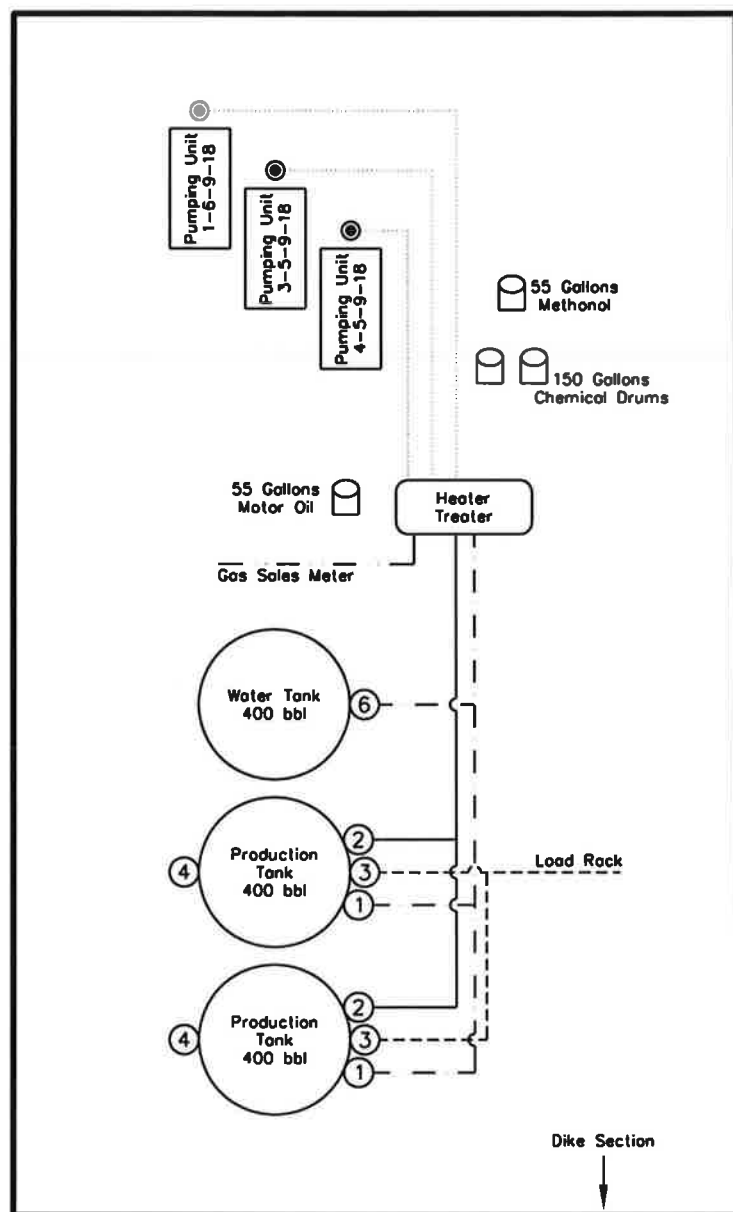 Pumping Unit
1-6-9-18
Pumping Unit
3-5-9-18
Pumping Unit
4-5-9-18
55 Gallons
Methonol
150 Gallons
Chemical Drums
55 Gallons
Motor Oil
Heater
Treater
Gas Sales Meter
Water Tank
400 bbl
6
2
4
Production
Tank
400 bbl
3
Load Rack
1
2
4
Production
Tank
400 bbl
3
1
Dike Section